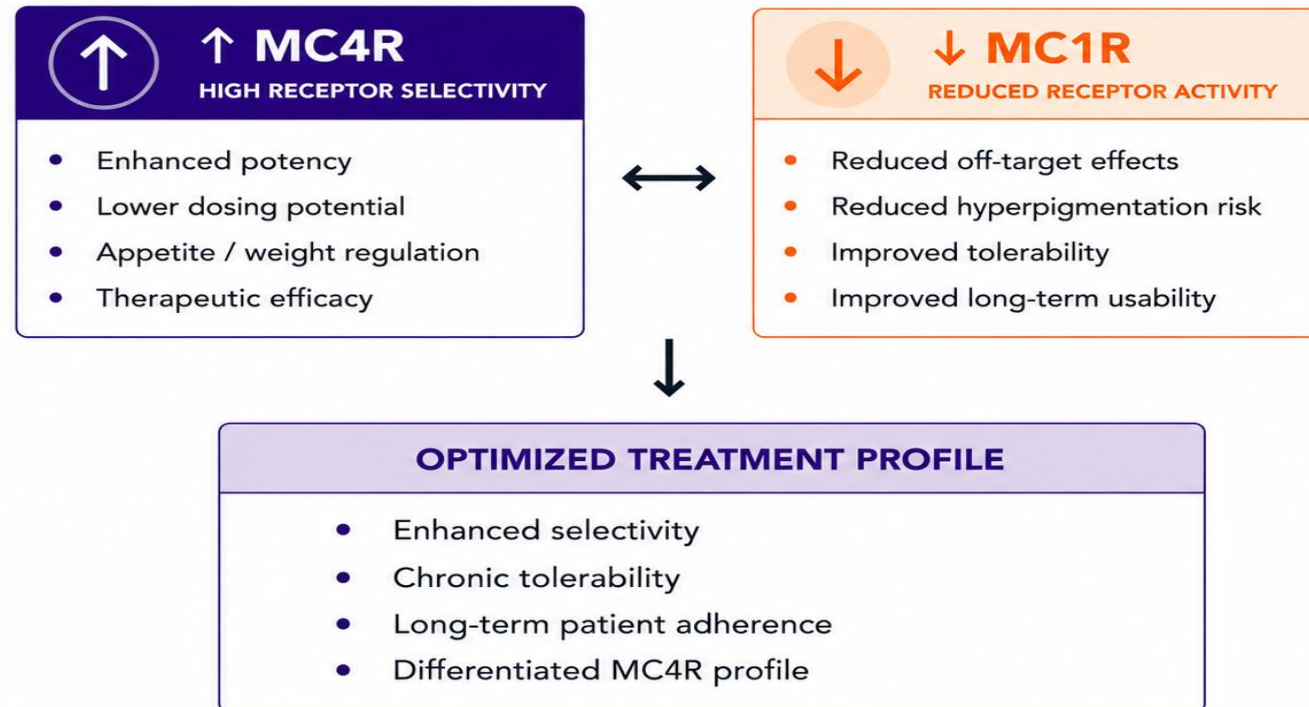 ↑ MC4R
HIGH RECEPTOR SELECTIVITY
• Enhanced potency
• Lower dosing potential
• Appetite / weight regulation
• Therapeutic efficacy
↓ MC1R
REDUCED RECEPTOR ACTIVITY
• Reduced off-target effects
• Reduced hyperpigmentation risk
• Improved tolerability
• Improved long-term usability
OPTIMIZED TREATMENT PROFILE
• Enhanced selectivity
• Chronic tolerability
• Long-term patient adherence
• Differentiated MC4R profile